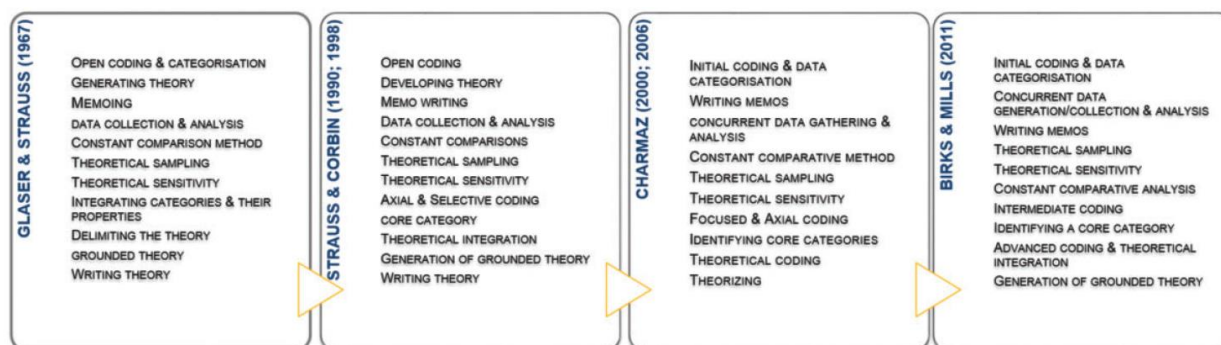 GLASER & STRAUSS (1967)
OPEN CODING & CATEGORISATION
GENERATING THEORY
MEMOING
DATA COLLECTION & ANALYSIS
CONSTANT COMPARISON METHOD
THEORETICAL SAMPLING
THEORETICAL SENSITIVITY
INTEGRATING CATEGORIES & THEIR
PROPERTIES
DELIMITING THE THEORY
GROUNDED THEORY
WRITING THEORY
STRAUSS & CORBIN (1990; 1998)
OPEN CODING
DEVELOPING THEORY
MEMO WRITING
DATA COLLECTION & ANALYSIS
CONSTANT COMPARISONS
THEORETICAL SAMPLING
THEORETICAL SENSITIVITY
AXIAL & SELECTIVE CODING
CORE CATEGORY
THEORETICAL INTEGRATION
GENERATION OF GROUNDED THEORY
WRITING THEORY
CHARMAZ (2000; 2006)
INITIAL CODING & DATA
CATEGORISATION
WRITING MEMOS
CONCURRENT DATA GATHERING &
ANALYSIS
CONSTANT COMPARATIVE METHOD
THEORETICAL SAMPLING
THEORETICAL SENSITIVITY
FOCUSED & AXIAL CODING
IDENTIFYING CORE CATEGORIES
THEORETICAL CODING
THEORIZING
BIRKS & MILLS (2011)
INITIAL CODING & DATA
CATEGORISATION
CONCURRENT DATA
GENERATION/COLLECTION & ANALYSIS
WRITING MEMOS
THEORETICAL SAMPLING
THEORETICAL SENSITIVITY
CONSTANT COMPARATIVE ANALYSIS
INTERMEDIATE CODING
IDENTIFYING A CORE CATEGORY
ADVANCED CODING & THEORETICAL
INTEGRATION
GENERATION OF GROUNDED THEORY